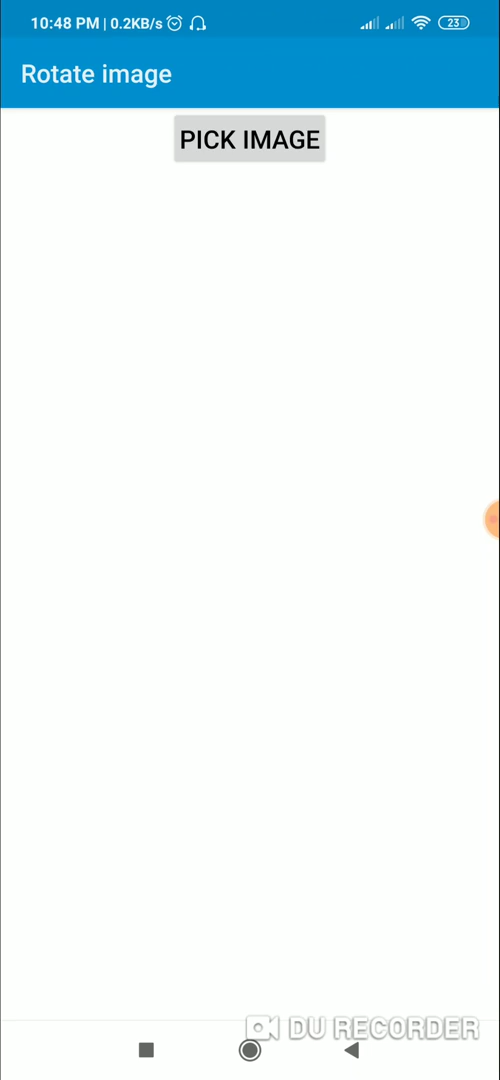 10:48 PM | 0.2KB/s 23
Rotate image
PICK IMAGE
DU RECORDER